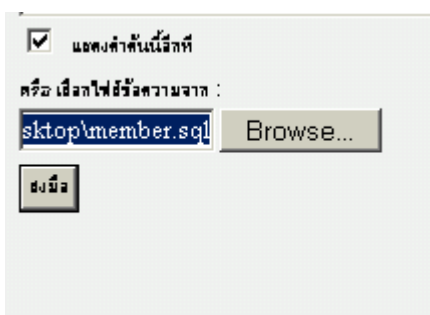 แสดงคำค้นนี้อีกที
หรือ เลือกไฟล์ข้อความจาก :
sktop\member.sql Browse...
ลงมือ